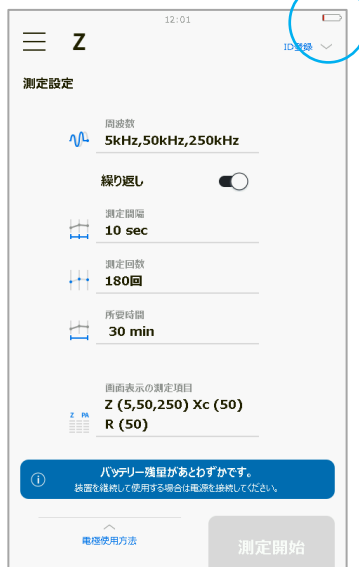 12:01
Z
ID登録
測定設定
周波数
5kHz,50kHz,250kHz
繰り返し
測定間隔
10 sec
測定回数
180回
所要時間
30 min
画面表示の測定項目
Z (5,50,250) Xc (50)
R (50)
Z PA
バッテリー残量があとわずかです。
装置を継続して使用する場合は電源を接続してください。
電極使用方法
測定開始